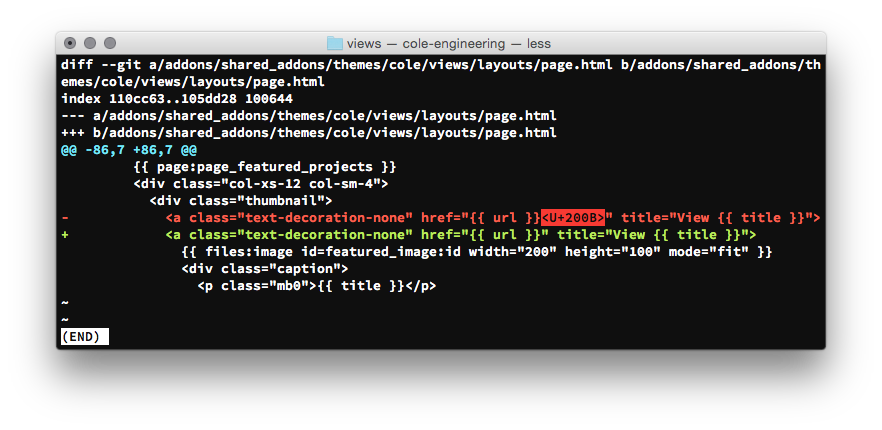 views — cole-engineering — less
diff --git a/addons/shared_addons/themes/cole/views/layouts/page.html b/addons/shared_addons/th
emes/cole/views/layouts/page.html
index 110cc63..105dd28 100644
--- a/addons/shared_addons/themes/cole/views/layouts/page.html
+++ b/addons/shared_addons/themes/cole/views/layouts/page.html
@@ -86,7 +86,7 @@
         {{ page:page_featured_projects }}
         <div class="col-xs-12 col-sm-4">
           <div class="thumbnail">
-            <a class="text-decoration-none" href="{{ url }}<U+200B>" title="View {{ title }}">
+            <a class="text-decoration-none" href="{{ url }}" title="View {{ title }}">
               {{ files:image id=featured_image:id width="200" height="100" mode="fit" }}
               <div class="caption">
                 <p class="mb0">{{ title }}</p>
~
~
(END)